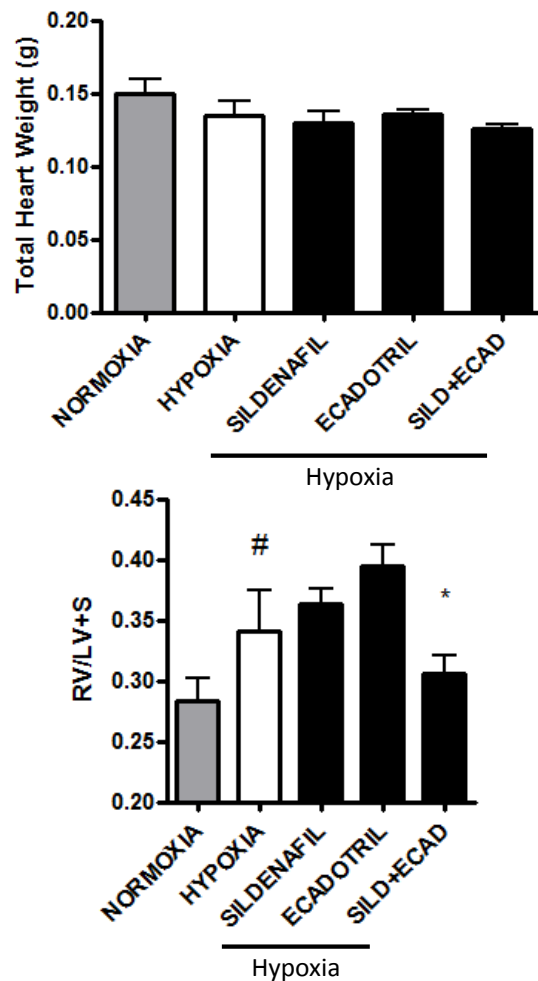 Total Heart Weight (g)
0.20
0.15
0.10
0.05
0.00
NORMOXIA
HYPOXIA
SILDENAFIL
ECADOTRIL
SILD+ECAD
Hypoxia
RV/LV+S
0.45
0.40
0.35
0.30
0.25
0.20
#
*
NORMOXIA
HYPOXIA
SILDENAFIL
ECADOTRIL
SILD+ECAD
Hypoxia